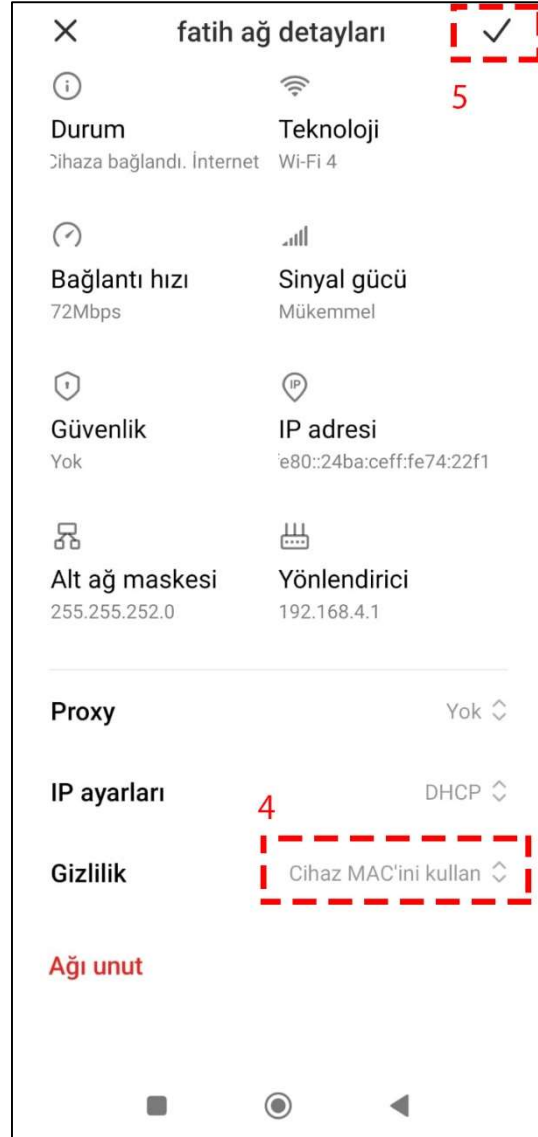 fatih ağ detayları
5
Durum
Teknoloji
Cihaza bağlandı. İnternet
Wi-Fi 4
Bağlantı hızı
Sinyal gücü
72Mbps
Mükemmel
IP
Güvenlik
IP adresi
Yok
fe80::24ba:ceff:fe74:22f1
Alt ağ maskesi
Yönlendirici
255.255.252.0
192.168.4.1
Proxy
Yok
IP ayarları
DHCP
4
Gizlilik
Cihaz MAC'ini kullan
Ağı unut